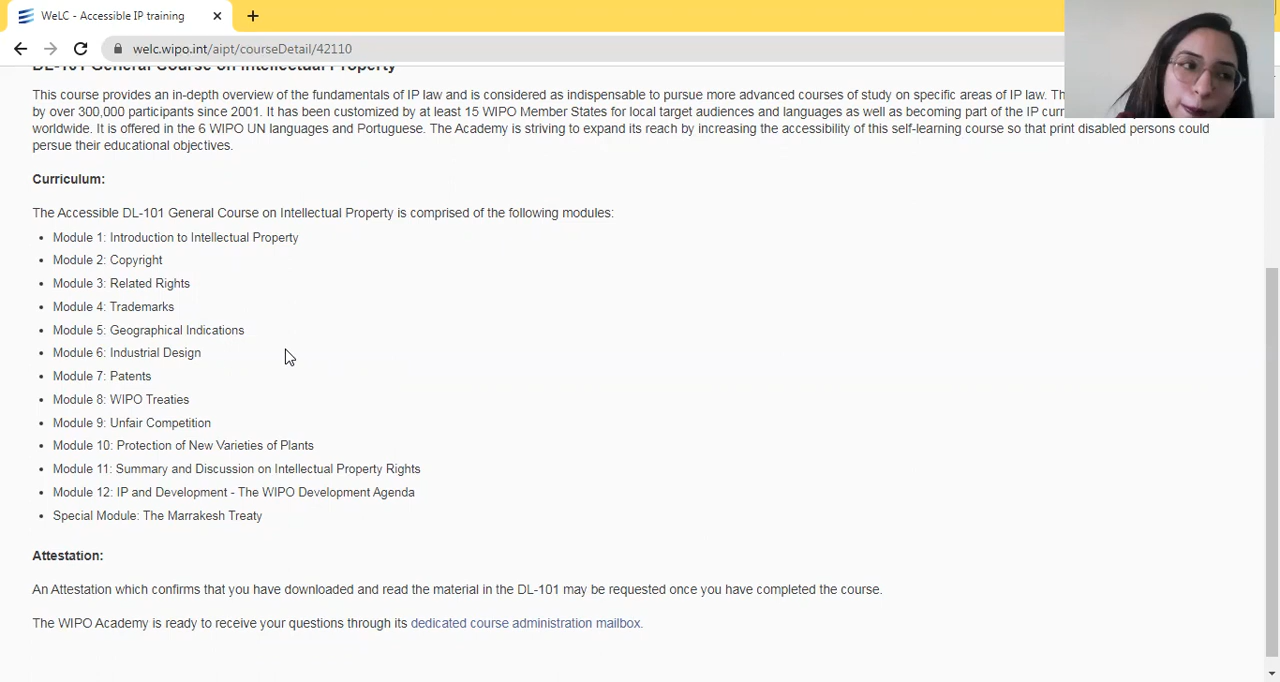 WeLC - Accessible IP training
welc.wipo.int/aipt/courseDetail/42110
DL-101 General Course on Intellectual Property
This course provides an in-depth overview of the fundamentals of IP law and is considered as indispensable to pursue more advanced courses of study on specific areas of IP law.
by over 300,000 participants since 2001. It has been customized by at least 15 WIPO Member States for local target audiences and languages as well as becoming part of the IP
worldwide. It is offered in the 6 WIPO UN languages and Portuguese. The Academy is striving to expand its reach by increasing the accessibility of this self-learning course so that print disabled persons could
persue their educational objectives.
Curriculum:
The Accessible DL-101 General Course on Intellectual Property is comprised of the following modules:
• Module 1: Introduction to Intellectual Property
• Module 2: Copyright
• Module 3: Related Rights
• Module 4: Trademarks
• Module 5: Geographical Indications
• Module 6: Industrial Design
• Module 7: Patents
• Module 8: WIPO Treaties
• Module 9: Unfair Competition
• Module 10: Protection of New Varieties of Plants
• Module 11: Summary and Discussion on Intellectual Property Rights
• Module 12: IP and Development - The WIPO Development Agenda
• Special Module: The Marrakesh Treaty
Attestation:
An Attestation which confirms that you have downloaded and read the material in the DL-101 may be requested once you have completed the course.
The WIPO Academy is ready to receive your questions through its dedicated course administration mailbox.